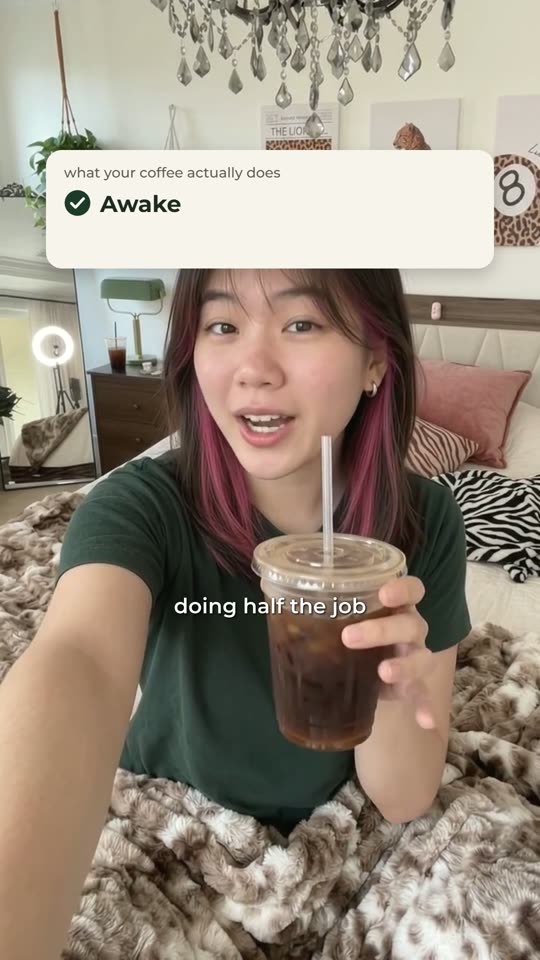 THE LION
what your coffee actually does
Awake
8
doing half the job